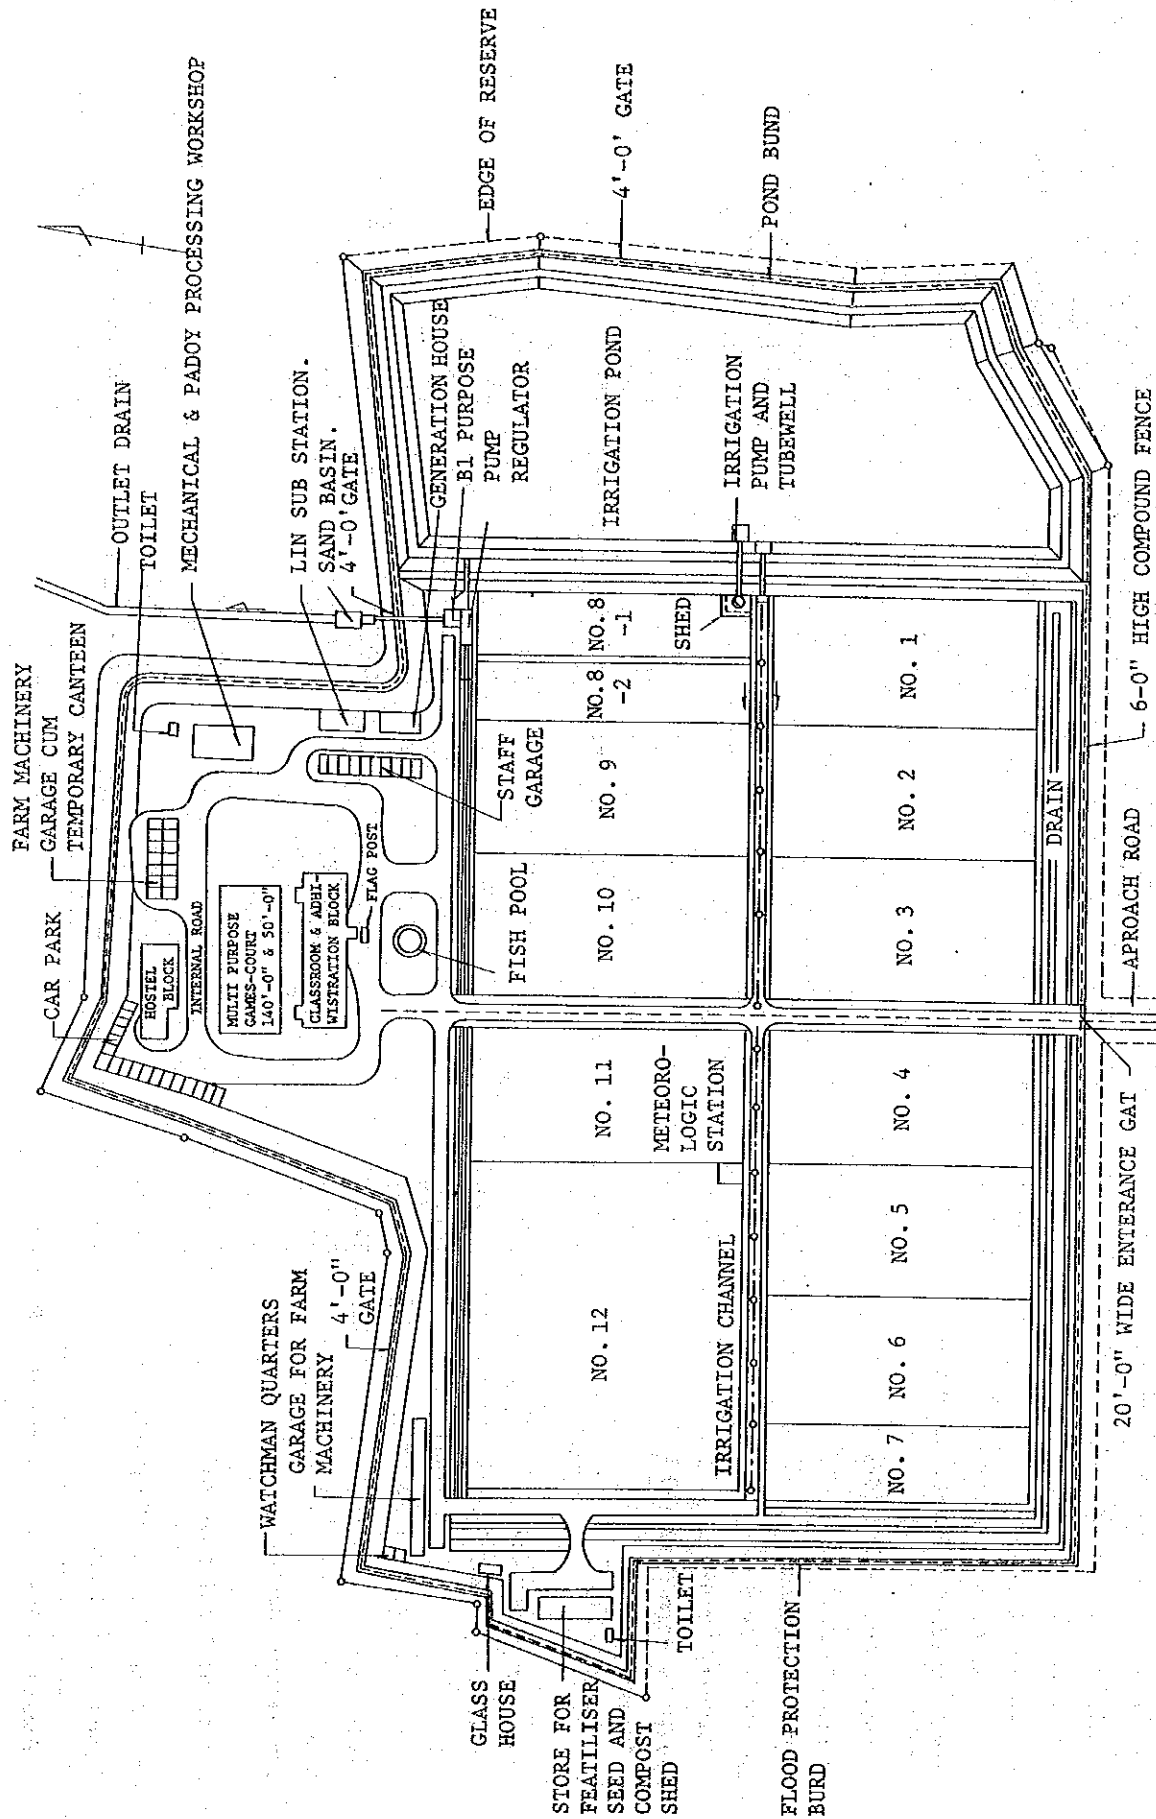 FARM MACHINERY
GARAGE CUM
TEMPORARY CANTEEN
CAR PARK
OUTLET DRAIN
TOILET
MECHANICAL & PADOY PROCESSING WORKSHOP
LIN SUB STATION.
SAND BASIN.
4'-0'GATE
GENERATION HOUSE
B1 PURPOSE
PUMP
REGULATOR
EDGE OF RESERVE
4'-0' GATE
POND BUND
HOSTEL
BLOCK
INTERNAL ROAD
MULTI PURPOSE
GAMES-COURT
140'-0" & 50'-0"
CLASSROOM & ADHI-
WISTRATION BLOCK
FLAG POST
FISH POOL
STAFF
GARAGE
WATCHMAN QUARTERS
GARAGE FOR FARM
MACHINERY
4'-0"
GATE
IRRIGATION POND
IRRIGATION
PUMP AND
TUBEWELL
SHED
NO.12
NO.11
NO.10
NO.9
NO.8
-2
NO.8
-1
METEORO-
LOGIC
STATION
IRRIGATION CHANNEL
NO.7
NO.6
NO.5
NO.4
NO.3
NO.2
NO.1
DRAIN
GLASS
HOUSE
STORE FOR
FEATILISER
SEED AND
COMPOST
SHED
TOILET
FLOOD PROTECTION
BURD
20'-0" WIDE ENTERANCE GAT
APROACH ROAD
6-0" HIGH COMPOUND FENCE